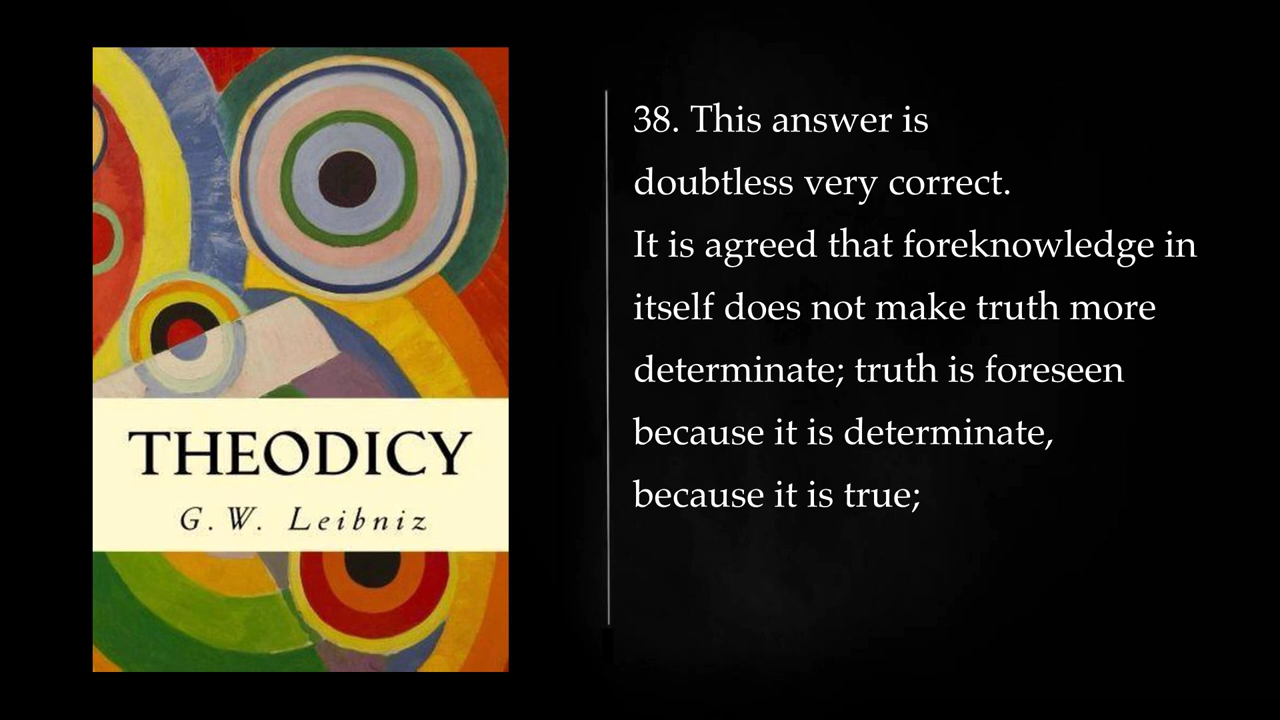 THEODICY
G. W. Leibniz
38. This answer is
doubtless very correct.
It is agreed that foreknowledge in
itself does not make truth more
determinate; truth is foreseen
because it is determinate,
because it is true;